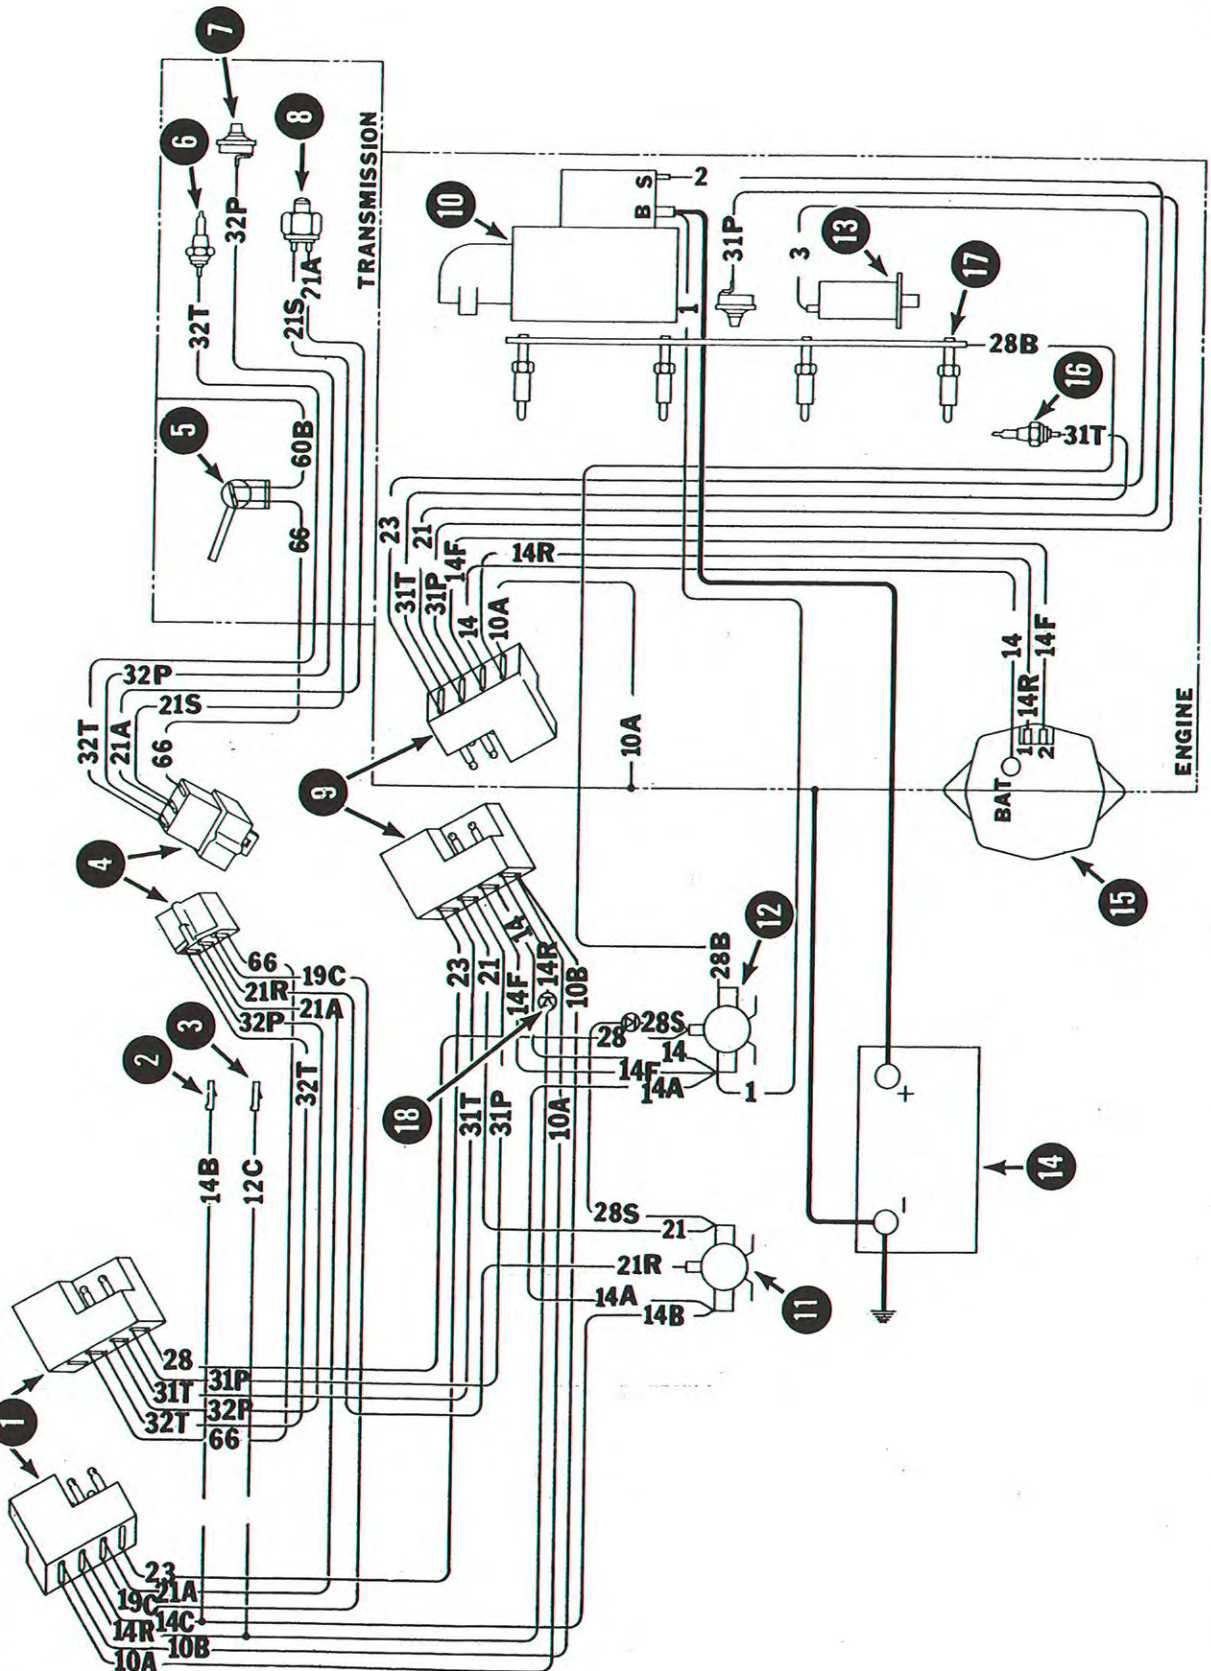 7
6
8
TRANSMISSION
32P
32T
21S
21A
5
60B
66
32T
32P
21A
21S
66
4
10
B
S
2
1
31P
3
13
17
28B
16
31T
23
31T
21
31P
14F
14
14R
10A
9
10A
14
14R
14F
1
2
BAT
15
ENGINE
66
19C
21R
21A
32P
32T
3
2
14B
12C
23
21
14F
14
14R
10B
31T
31P
10A
18
28B
12
28S
28
14
14F
14A
1
1
28S
21
21R
14A
14B
11
+
-
14
1
28
31P
31T
32P
32T
66
23
21A
19C
14C
14R
10B
10A